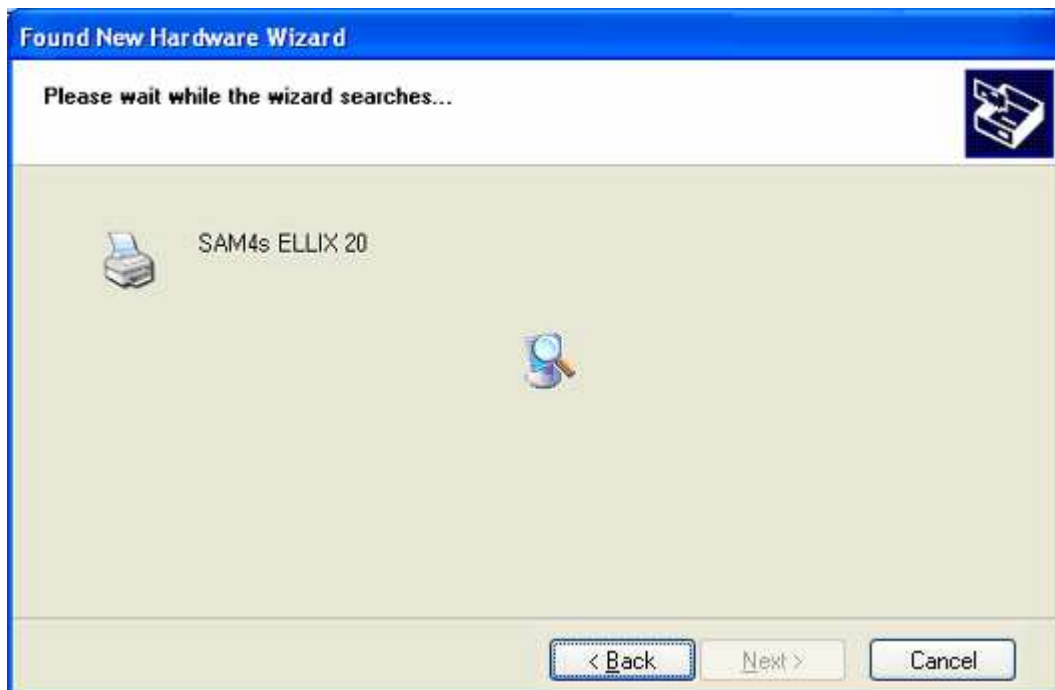 Found New Hardware Wizard
Please wait while the wizard searches...
SAM4s ELLIX 20
< Back
Next >
Cancel